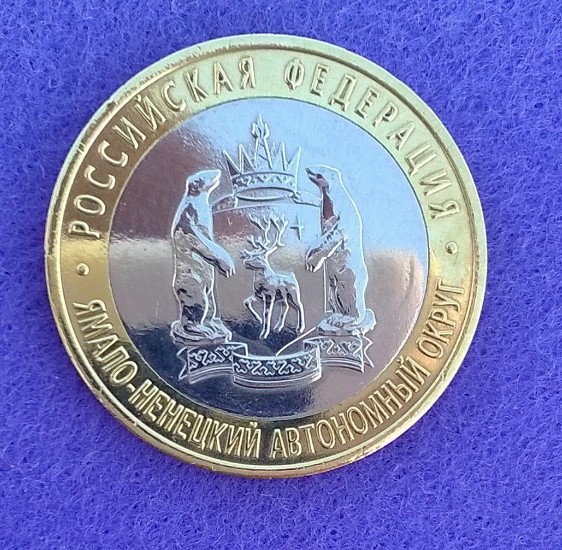 РОССИЙСКАЯ ФЕДЕРАЦИЯ
ЯМАЛО-НЕНЕЦКИЙ АВТОНОМНЫЙ ОКРУГ